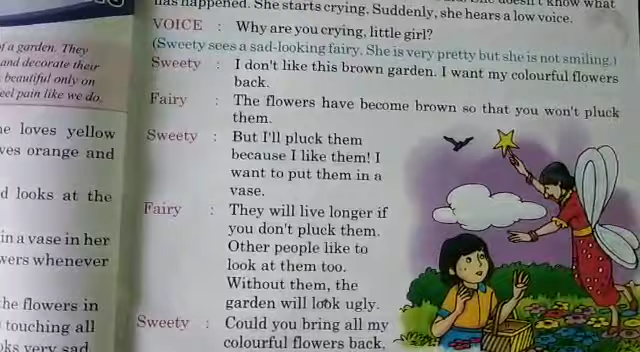 of a garden. They
and decorate their
beautiful only on
feel pain like we do.
loves yellow
orange and
looks at the
in a vase in her
whenever
the flowers in
touching all
very sad.
has happened. She starts crying. Suddenly, she hears a low voice.
VOICE : Why are you crying, little girl?
(Sweety sees a sad-looking fairy. She is very pretty but she is not smiling.)
Sweety : I don't like this brown garden. I want my colourful flowers
back.
Fairy : The flowers have become brown so that you won't pluck
them.
Sweety : But I'll pluck them
because I like them! I
want to put them in a
vase.
Fairy : They will live longer if
you don't pluck them.
Other people like to
look at them too.
Without them, the
garden will look ugly.
Sweety : Could you bring all my
colourful flowers back,